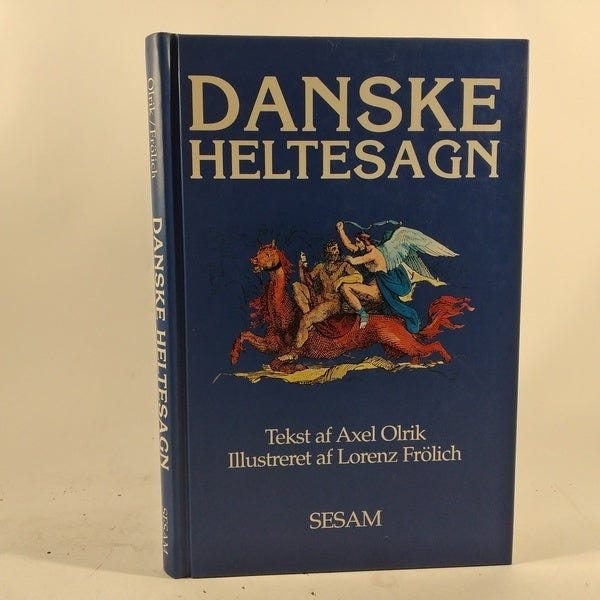 DANSKE
HELTESAGN
Tekst af Axel Olrik
Illustreret af Lorenz Frölich
SESAM
Olrik / Frölich
DANSKE HELTESAGN
SESAM